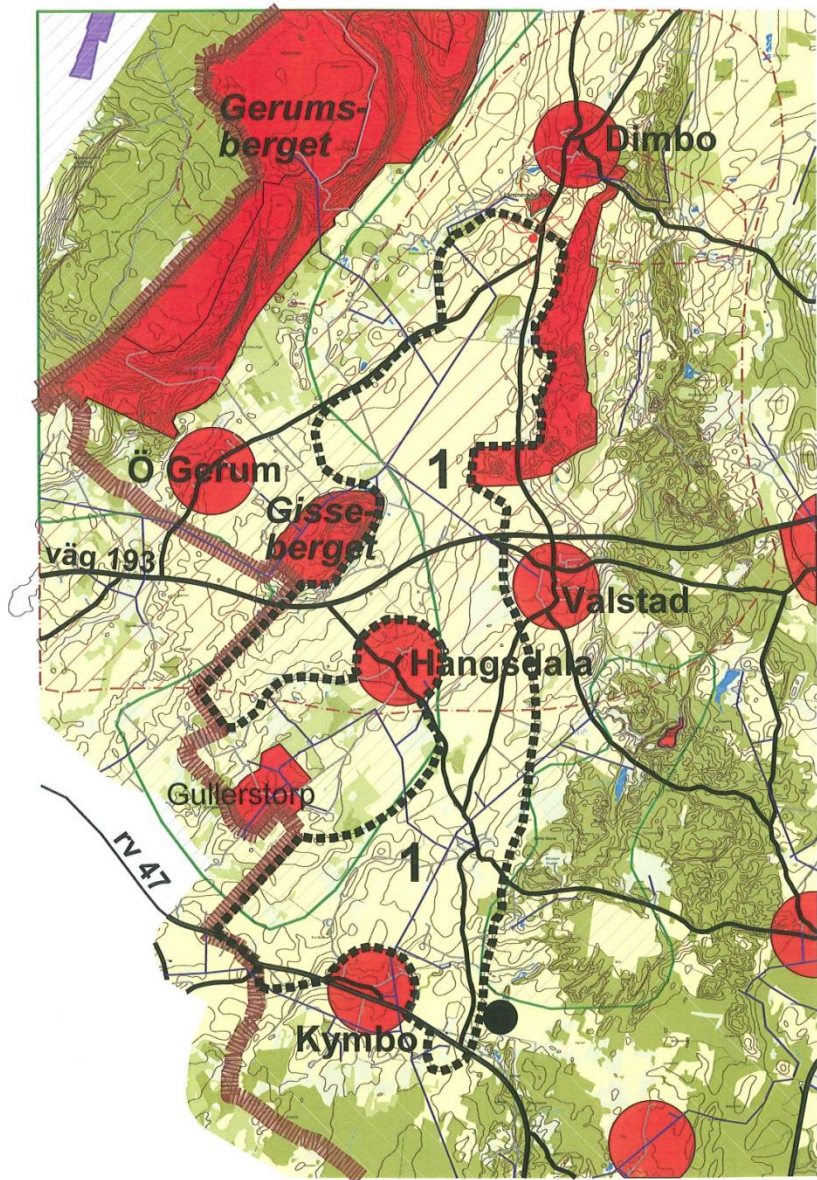 Gerums-
berget
Dimbo
1
Ö Gerum
Gisse-
berget
väg 193
Valstad
Hångsdala
Gullerstorp
1
rv 47
Kymbo